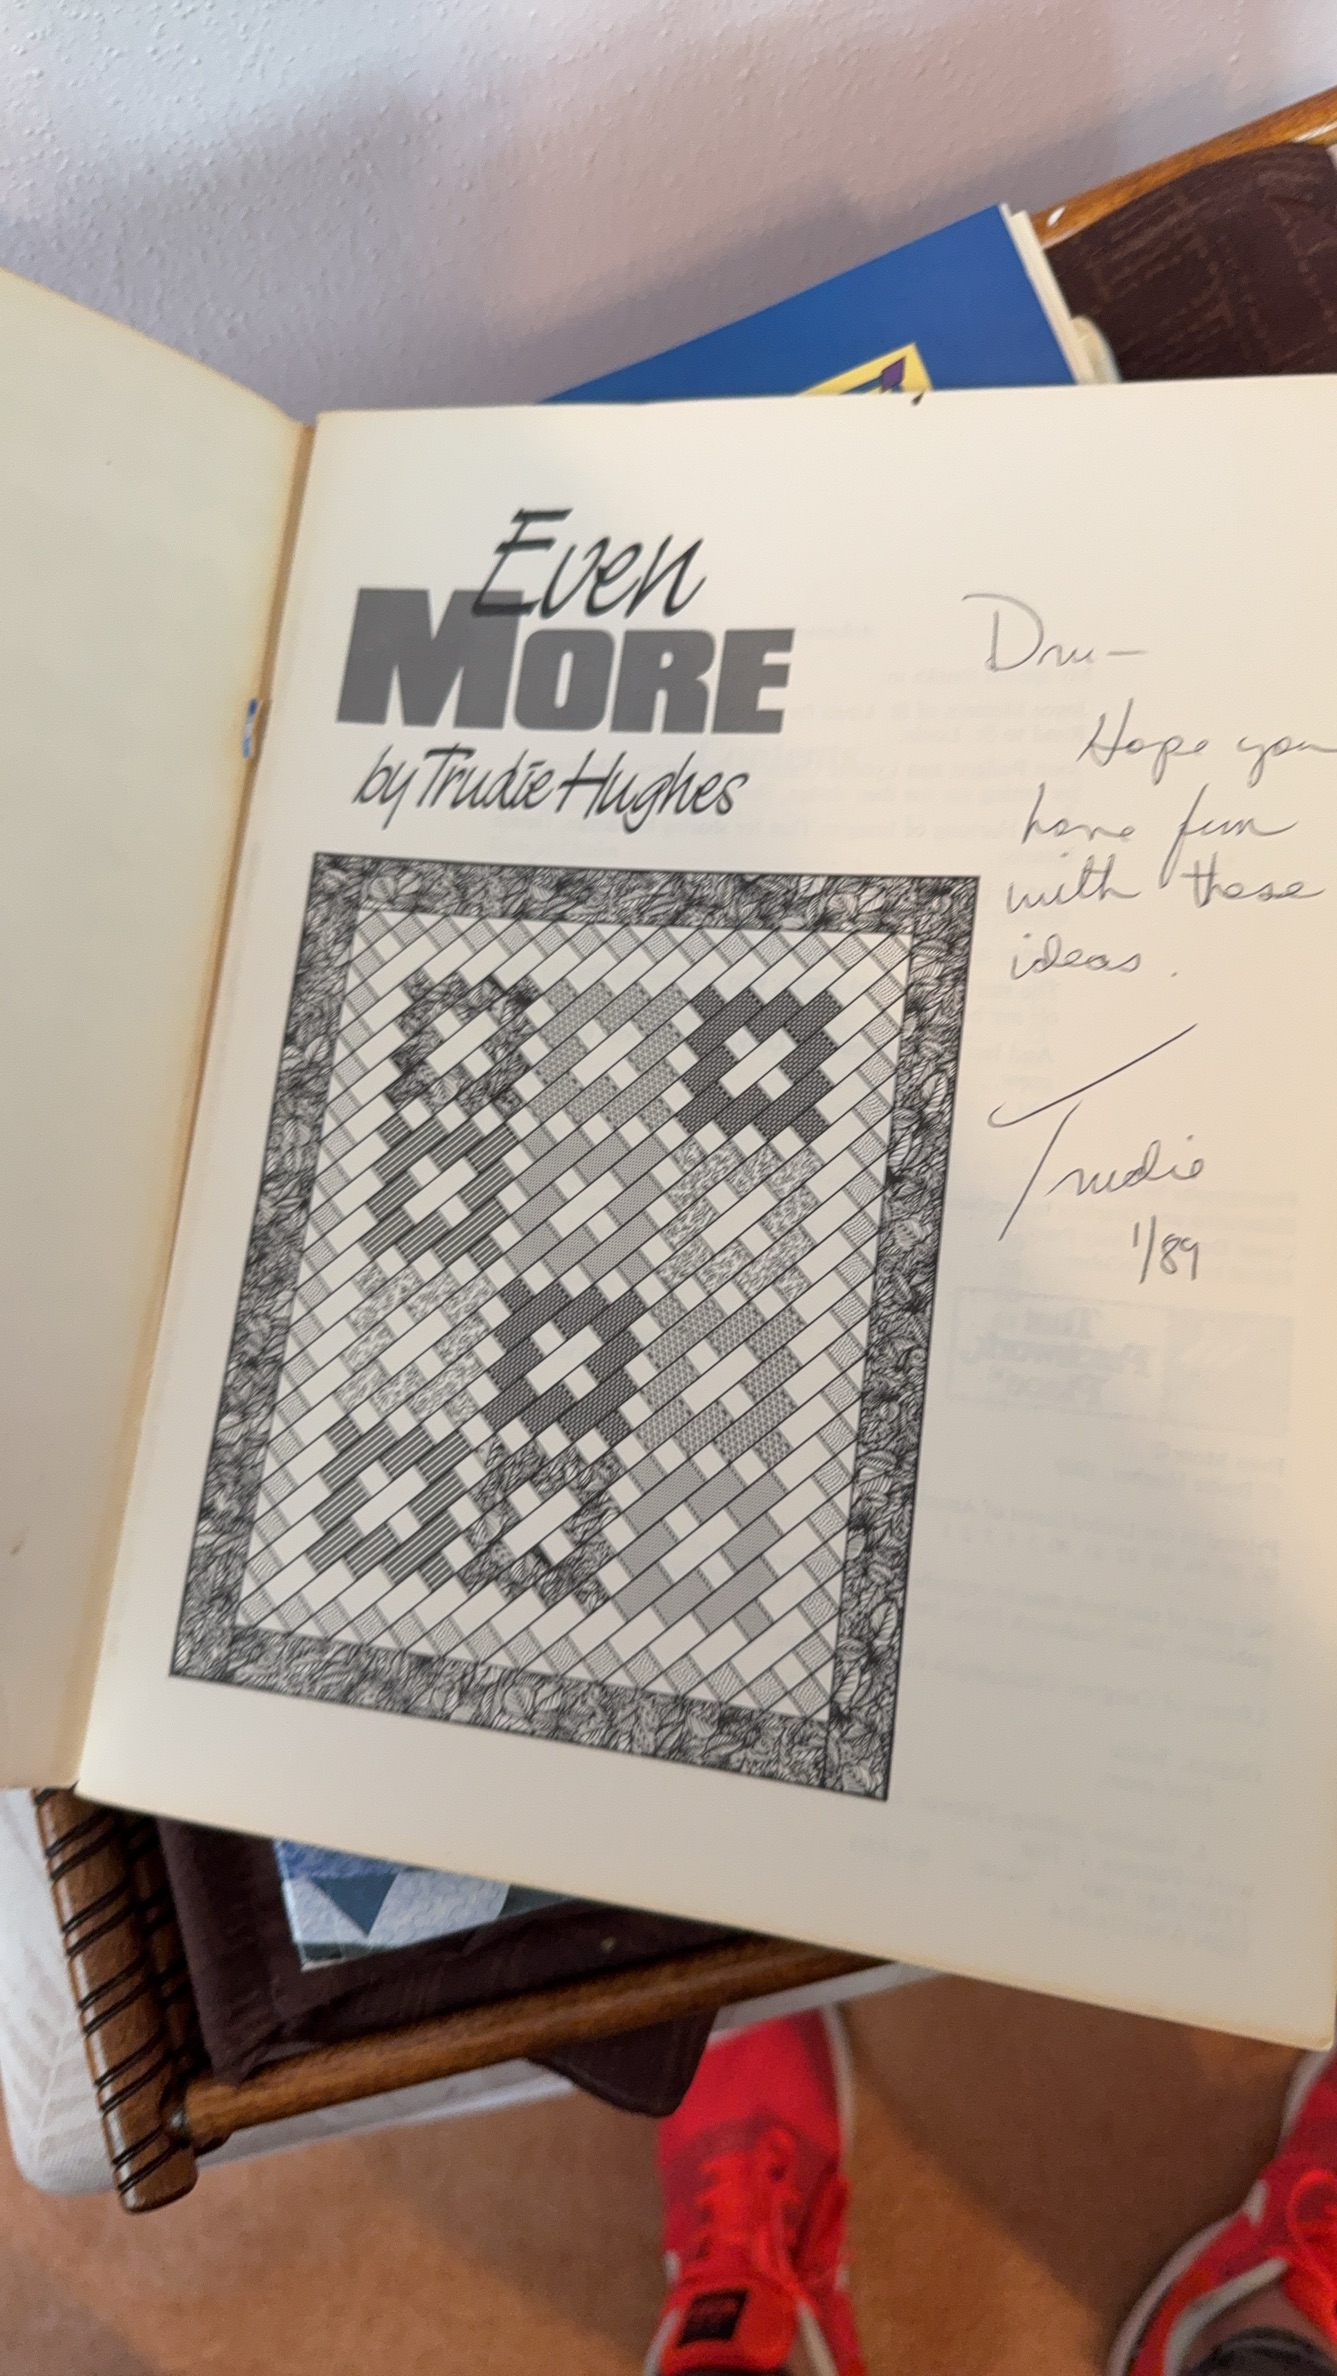 Even
MORE
by Trudie Hughes
Dru—
Hope you
have fun
with these
ideas.
Trudie
1/89